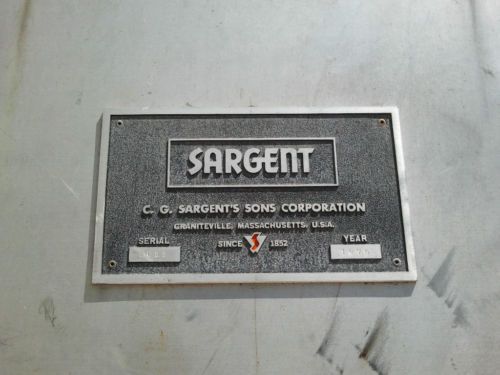 SARGENT
C. G. SARGENT'S SONS CORPORATION
GRANITEVILLE, MASSACHUSETTS, U.S.A.
SERIAL SINCE 1852 YEAR